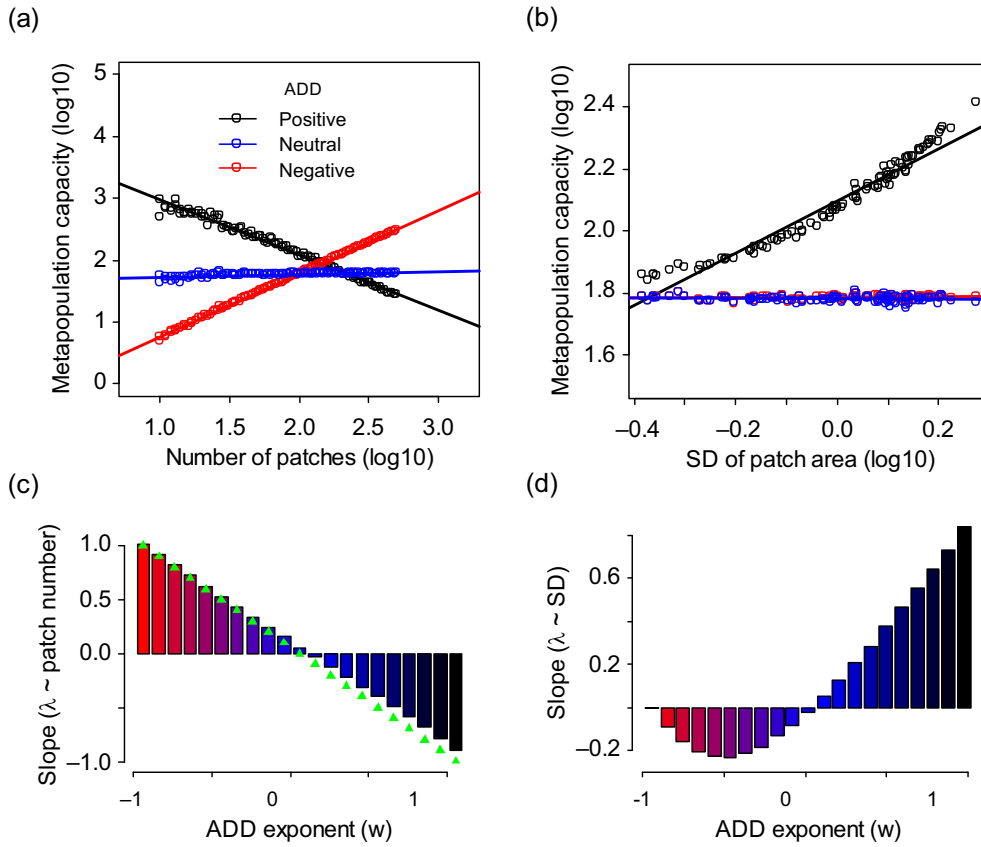 (a)
Metapopulation capacity (log10)
5
4
3
2
1
0
ADD
Positive
Neutral
Negative
1.0 1.5 2.0 2.5 3.0
Number of patches (log10)
(b)
Metapopulation capacity (log10)
2.4
2.2
2.0
1.8
1.6
–0.4 –0.2 0.0 0.2
SD of patch area (log10)
(c)
Slope (λ ~ patch number)
1.0
0.5
0.0
–1.0
–1 0 1
ADD exponent (w)
(d)
Slope (λ ~ SD)
0.6
0.2
–0.2
-1 0 1
ADD exponent (w)